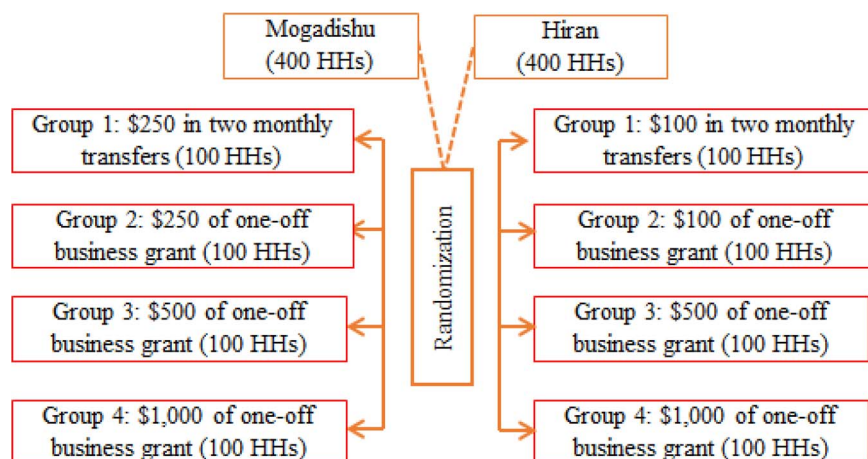 Mogadishu
(400 HHs)
Hiran
(400 HHs)
Group 1: $250 in two monthly
transfers (100 HHs)
Group 2: $250 of one-off
business grant (100 HHs)
Group 3: $500 of one-off
business grant (100 HHs)
Group 4: $1,000 of one-off
business grant (100 HHs)
Randomization
Group 1: $100 in two monthly
transfers (100 HHs)
Group 2: $100 of one-off
business grant (100 HHs)
Group 3: $500 of one-off
business grant (100 HHs)
Group 4: $1,000 of one-off
business grant (100 HHs)